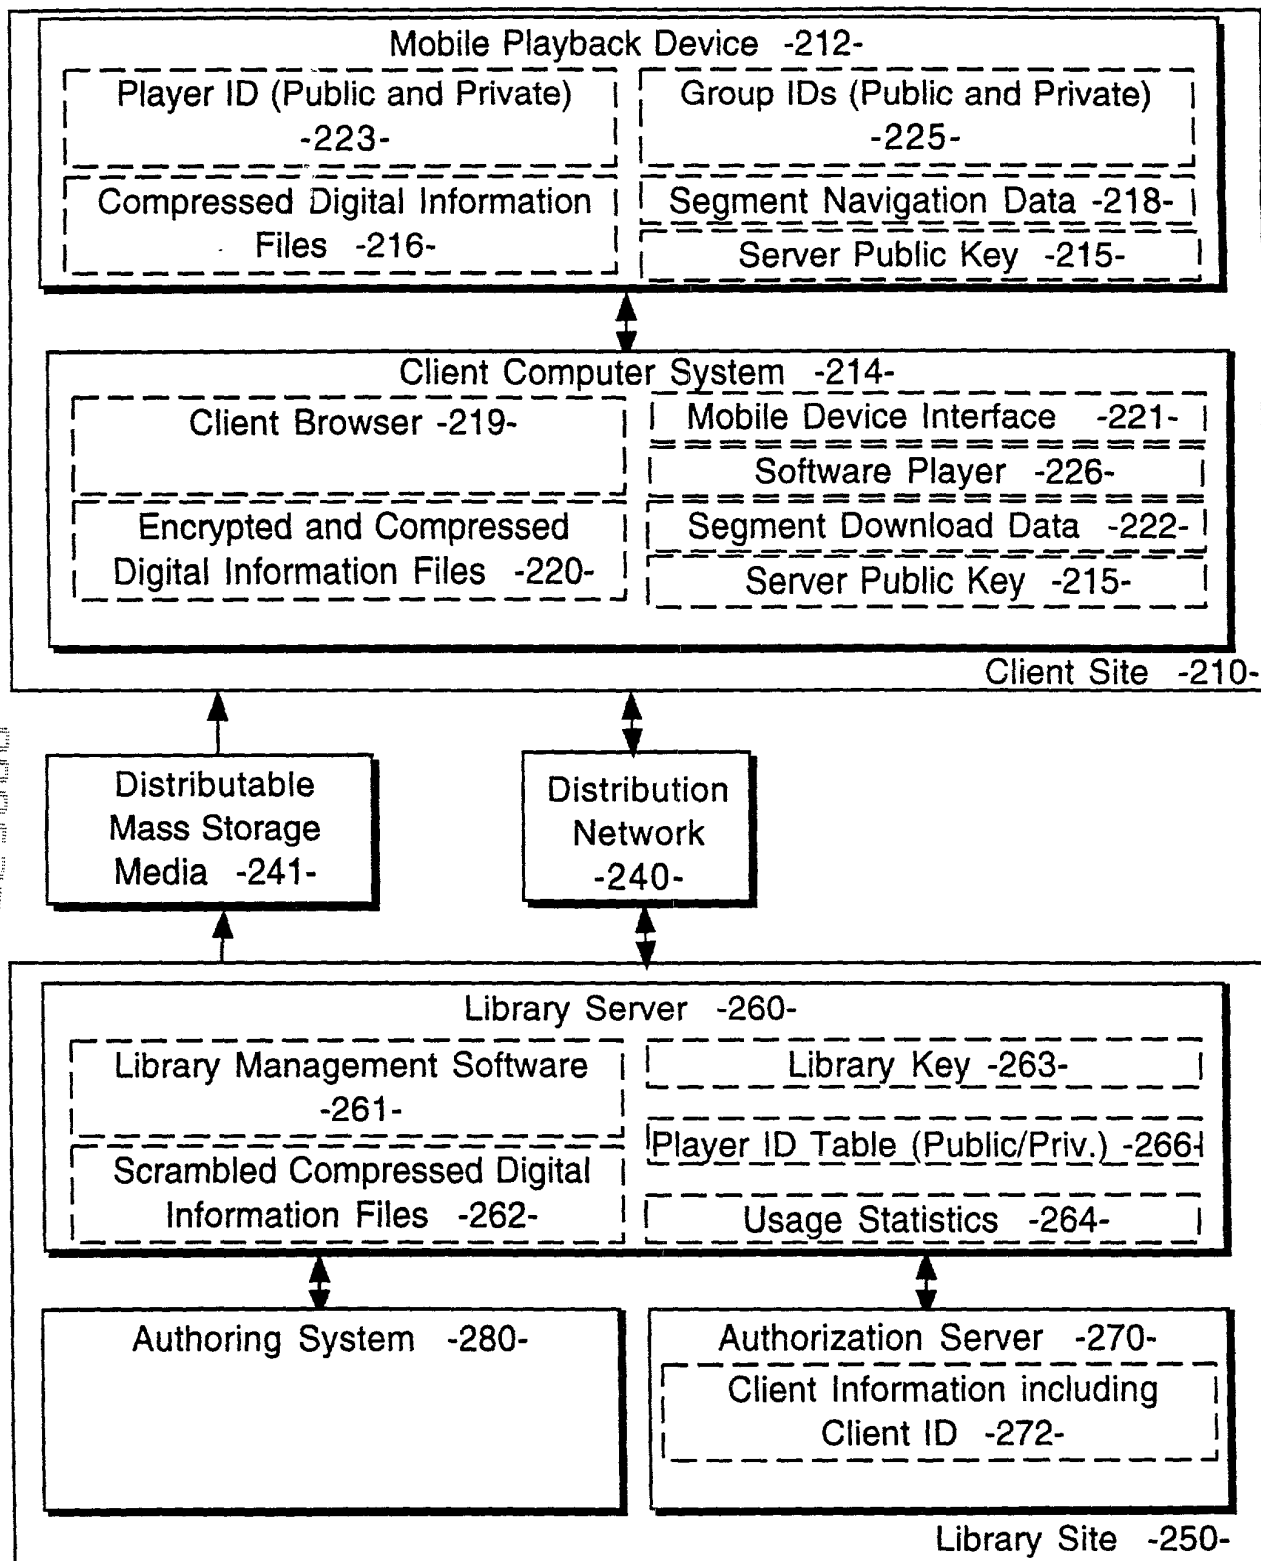 Mobile Playback Device -212-
Player ID (Public and Private)
-223-
Group IDs (Public and Private)
-225-
Compressed Digital Information
Files -216-
Segment Navigation Data -218-
Server Public Key -215-
Client Computer System -214-
Client Browser -219-
Mobile Device Interface -221-
Software Player -226-
Encrypted and Compressed
Digital Information Files -220-
Segment Download Data -222-
Server Public Key -215-
Client Site -210-
Distributable
Mass Storage
Media -241-
Distribution
Network
-240-
Library Server -260-
Library Management Software
-261-
Library Key -263-
Player ID Table (Public/Priv.) -266-
Scrambled Compressed Digital
Information Files -262-
Usage Statistics -264-
Authoring System -280-
Authorization Server -270-
Client Information including
Client ID -272-
Library Site -250-